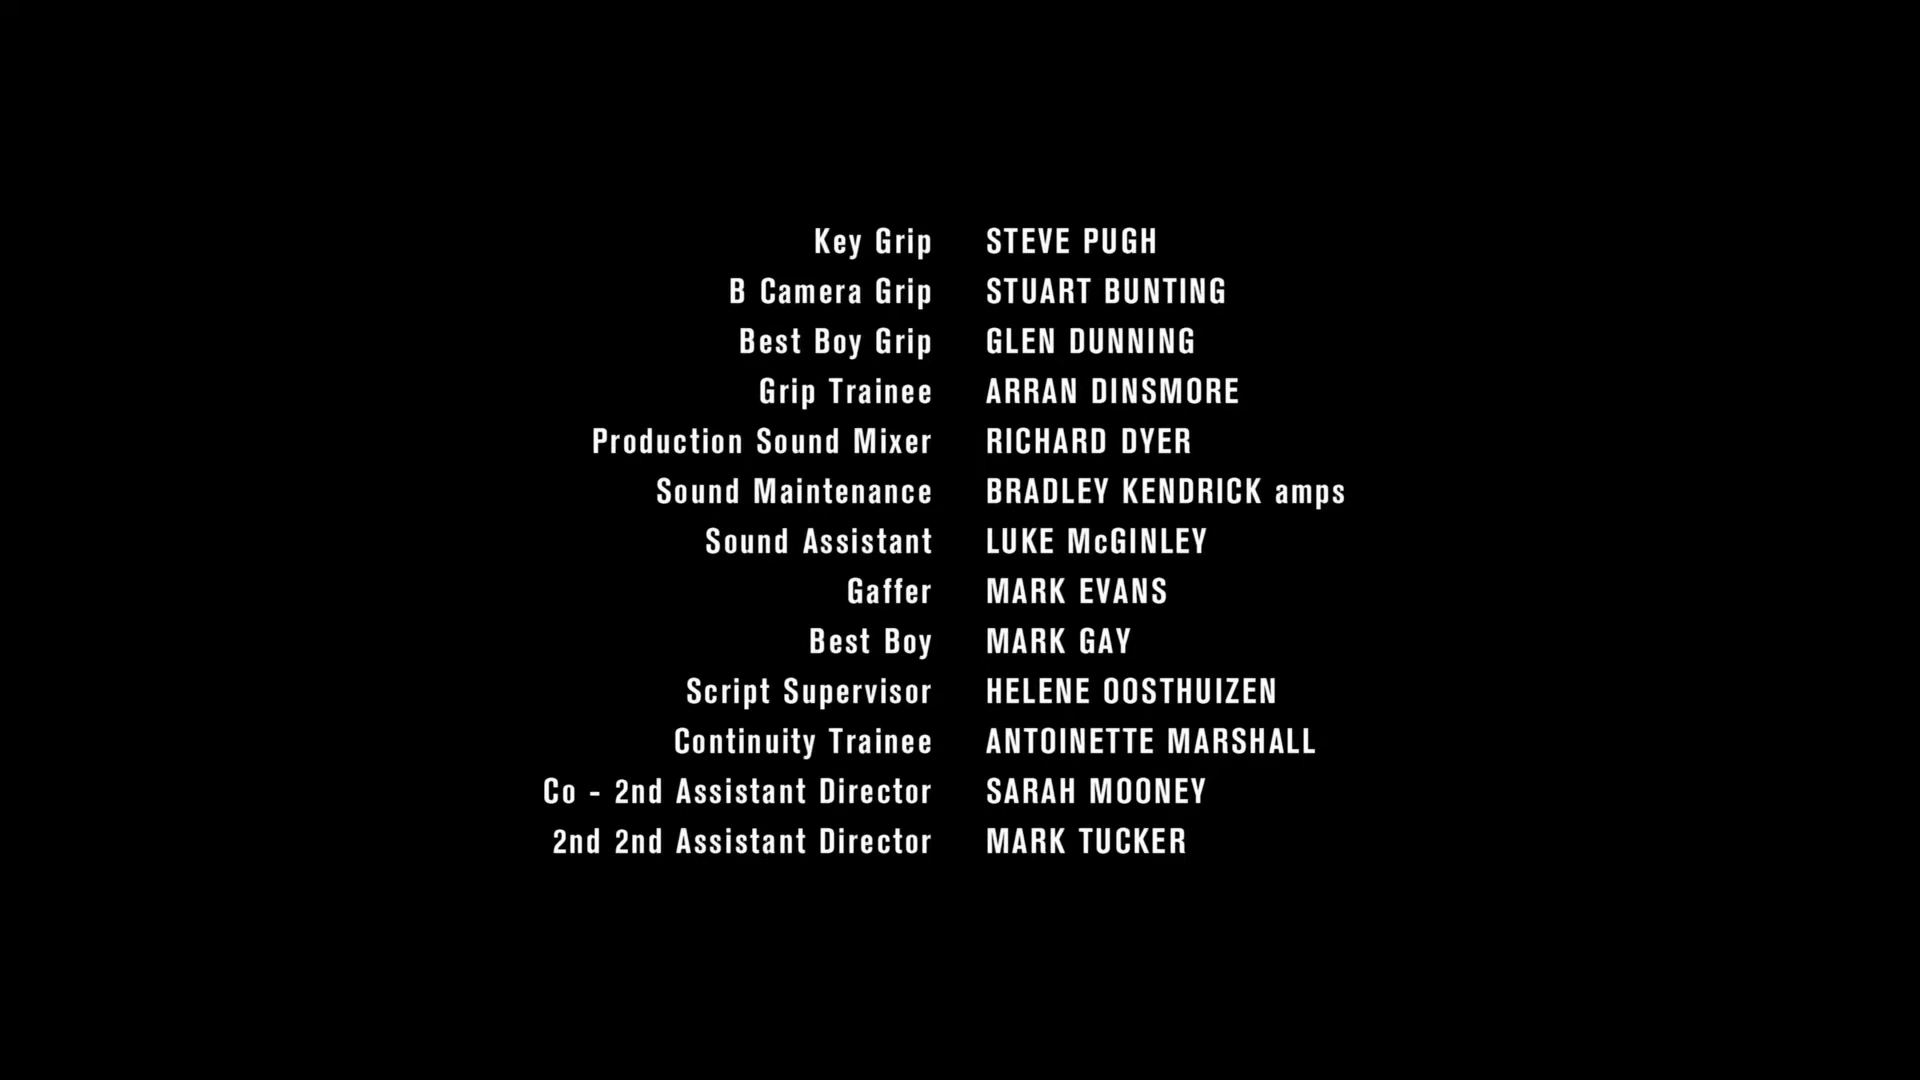 Key Grip STEVE PUGH
B Camera Grip STUART BUNTING
Best Boy Grip GLEN DUNNING
Grip Trainee ARRAN DINSMORE
Production Sound Mixer RICHARD DYER
Sound Maintenance BRADLEY KENDRICK amps
Sound Assistant LUKE McGINLEY
Gaffer MARK EVANS
Best Boy MARK GAY
Script Supervisor HELENE OOSTHUIZEN
Continuity Trainee ANTOINETTE MARSHALL
Co - 2nd Assistant Director SARAH MOONEY
2nd 2nd Assistant Director MARK TUCKER